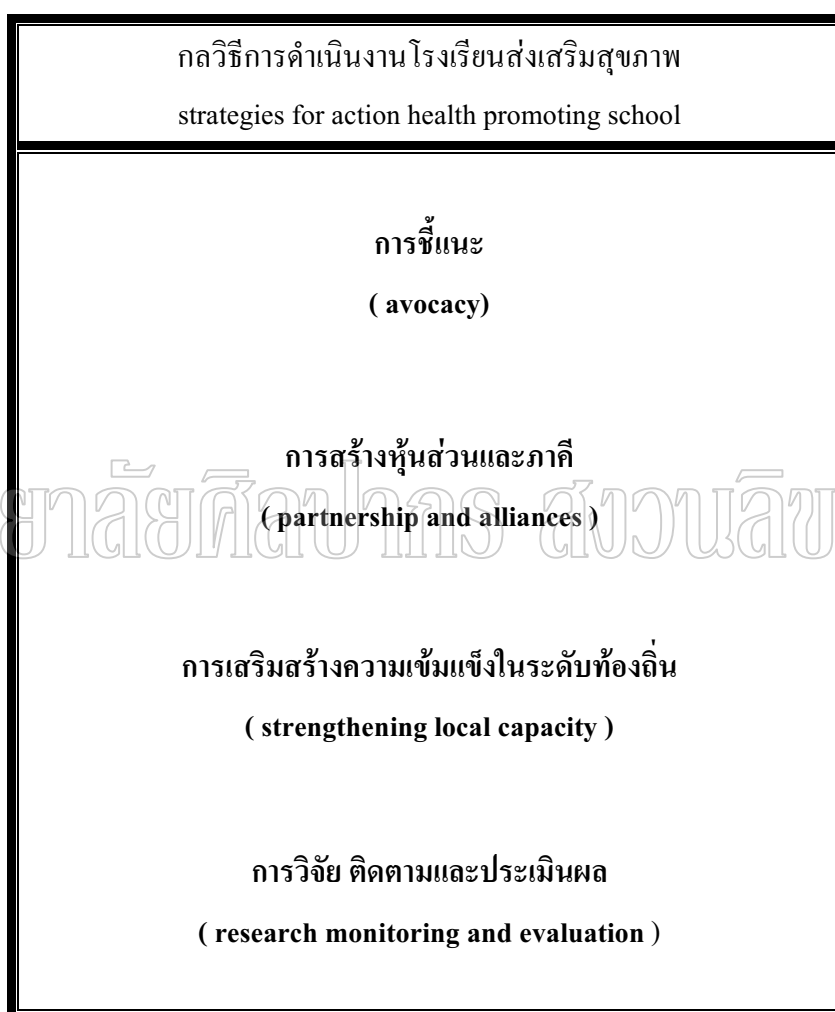 กลวิธีการดำเนินงานโรงเรียนส่งเสริมสุขภาพ
strategies for action health promoting school
การชี้แนะ
( avocacy)
การสร้างหุ้นส่วนและภาคี
( partnership and alliances )
ยาลัยศิลปากร สงวนลิข
การเสริมสร้างความเข้มแข็งในระดับท้องถิ่น
( strengthening local capacity )
การวิจัย ติดตามและประเมินผล
( research monitoring and evaluation )